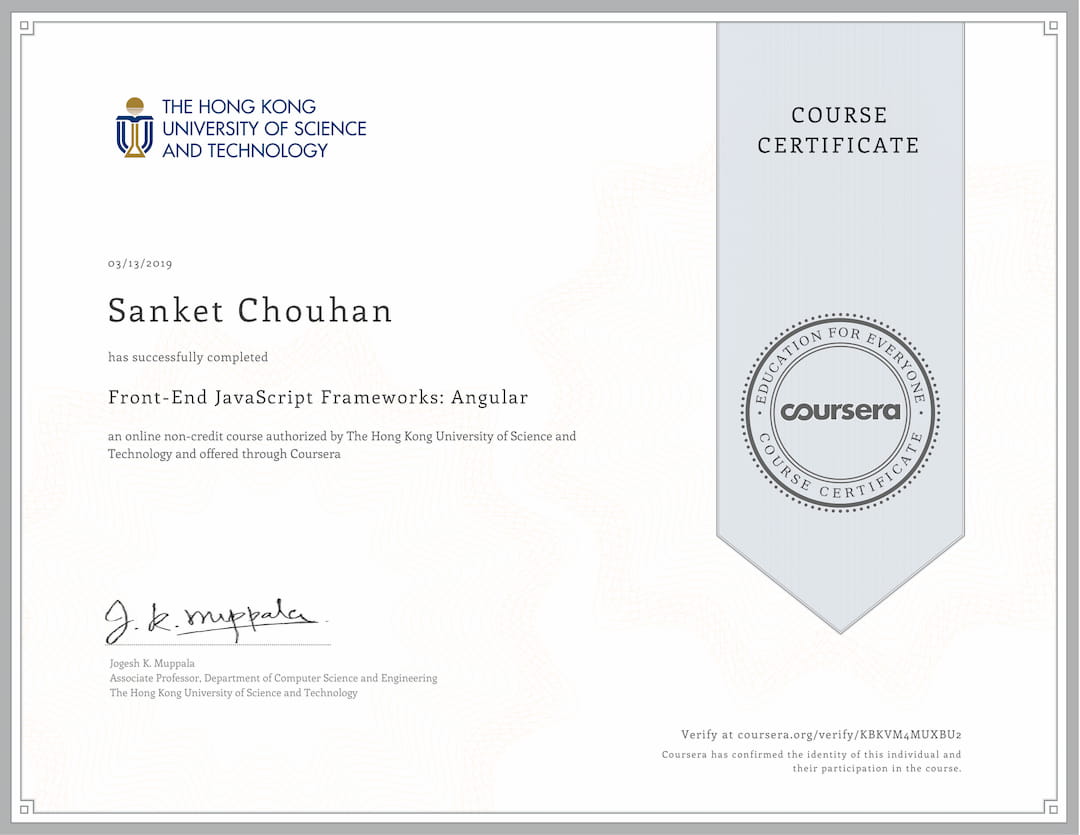 THE HONG KONG
UNIVERSITY OF SCIENCE
AND TECHNOLOGY
COURSE
CERTIFICATE
03/13/2019
Sanket Chouhan
has successfully completed
Front-End JavaScript Frameworks: Angular
an online non-credit course authorized by The Hong Kong University of Science and
Technology and offered through Coursera
EDUCATION FOR EVERYONE
coursera
COURSE CERTIFICATE
J. K. Muppala
Jogesh K. Muppala
Associate Professor, Department of Computer Science and Engineering
The Hong Kong University of Science and Technology
Verify at coursera.org/verify/KBKVM4MUXBU2
Coursera has confirmed the identity of this individual and
their participation in the course.